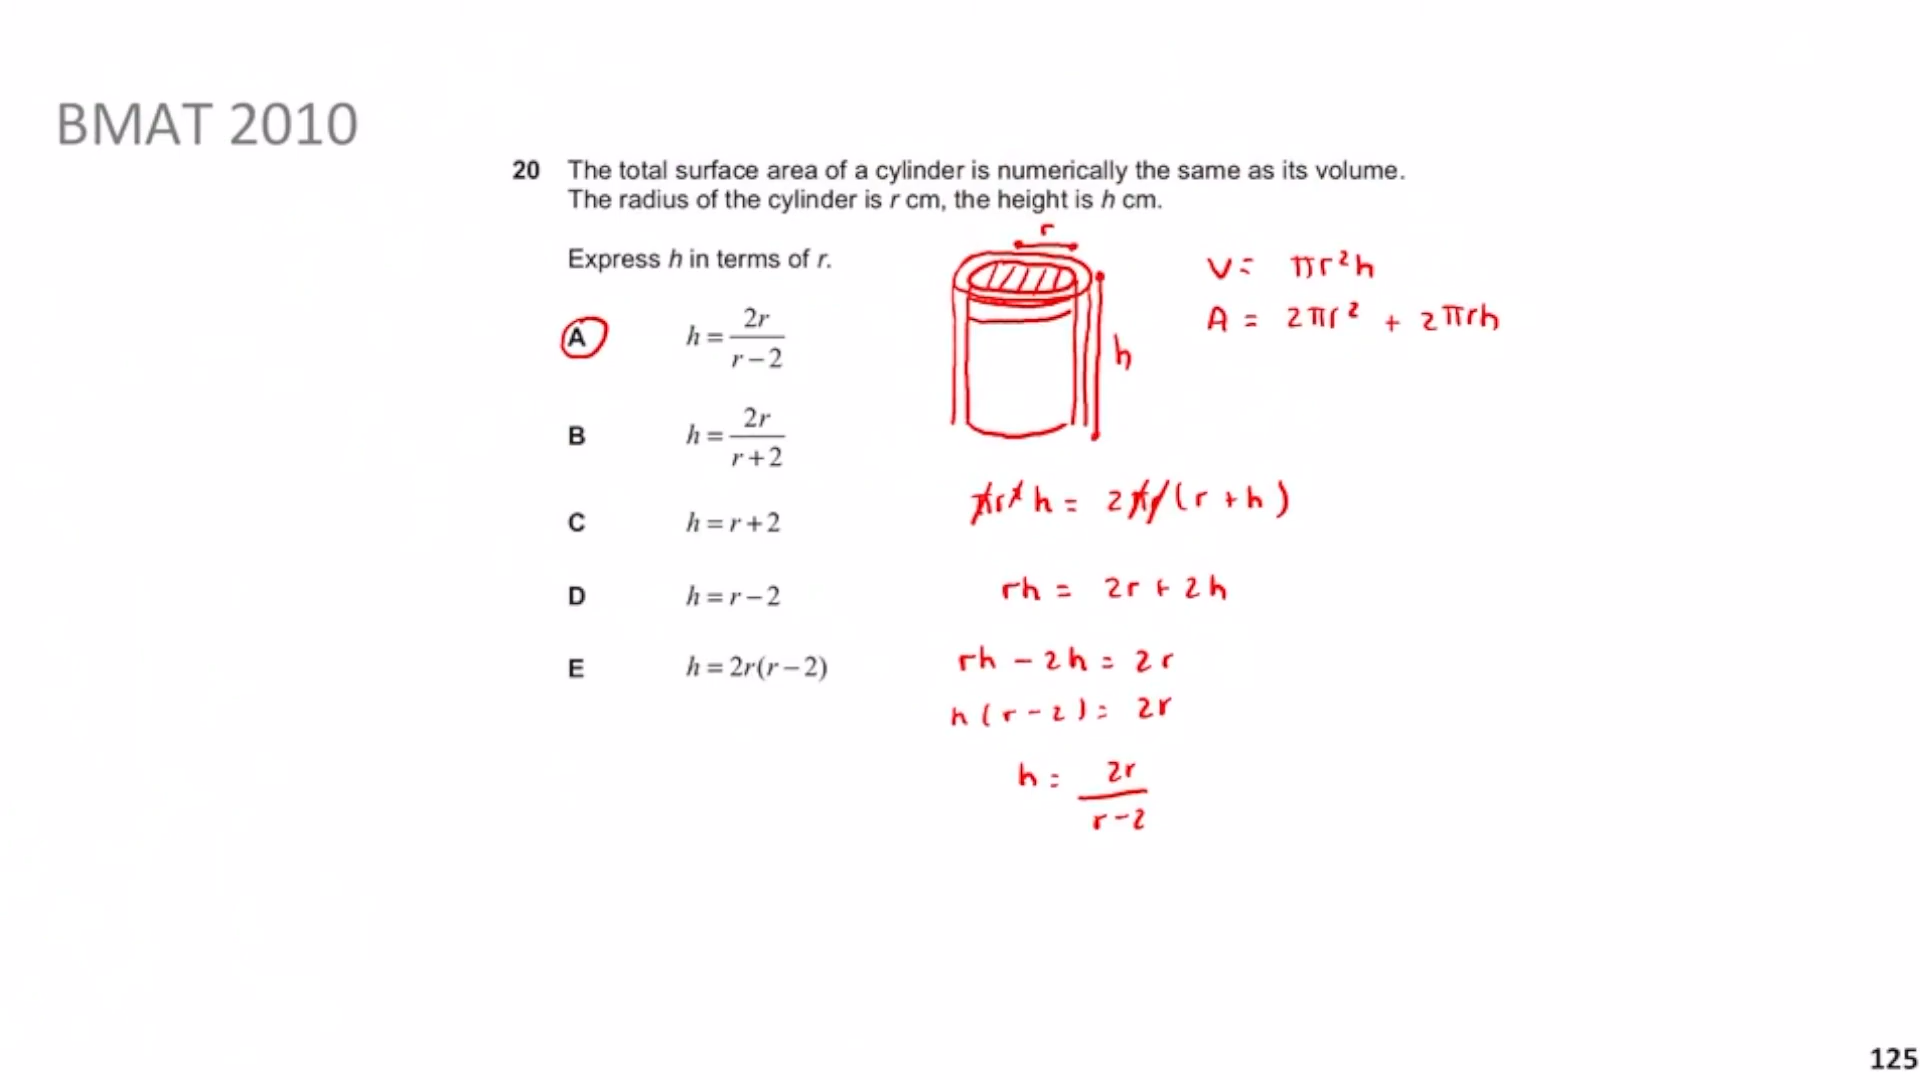 BMAT 2010
20 The total surface area of a cylinder is numerically the same as its volume.
The radius of the cylinder is r cm, the height is h cm.
Express h in terms of r.
A h = 2r / r − 2
B h = 2r / r + 2
C h = r + 2
D h = r − 2
E h = 2r(r − 2)
r
h
V = πr²h
A = 2πr² + 2πrh
πr²h = 2πr(r + h)
rh = 2r + 2h
rh − 2h = 2r
h(r − 2) = 2r
h = 2r / r − 2
125